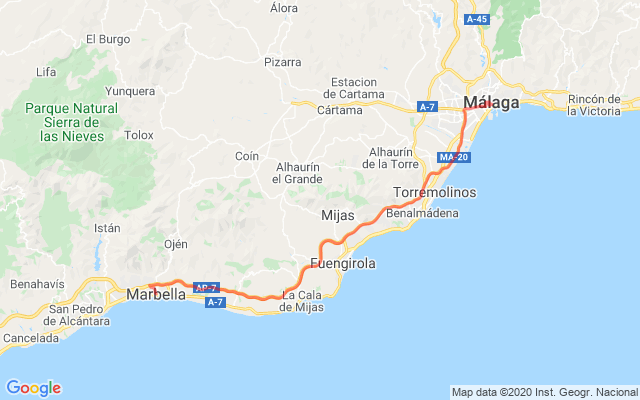 Álora
A-45
El Burgo
Pizarra
Lifa
Estacion
de Cartama
Yunquera
Málaga
Rincón de
la Victoria
Parque Natural
Sierra de
las Nieves
A-7
Cártama
Tolox
Alhaurín
de la Torre
MA-20
Coín
Alhaurín
el Grande
Torremolinos
Mijas
Benalmádena
Istán
Ojén
Fuengirola
Benahavís
AP-7
Marbella
A-7
La Cala
de Mijas
San Pedro
de Alcántara
Cancelada
Google
Map data ©2020 Inst. Geogr. Nacional